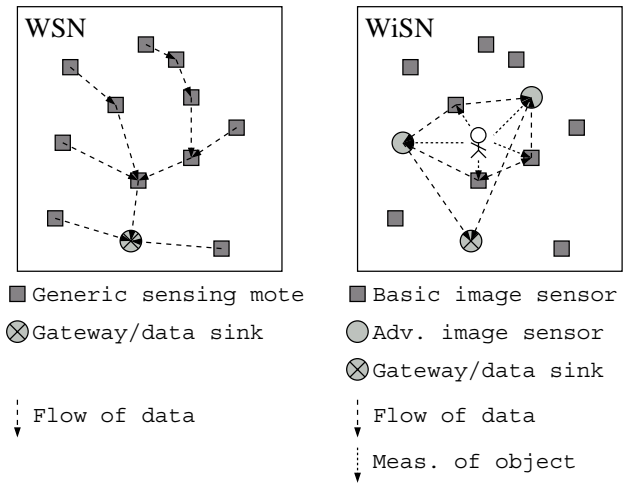 WSN
Generic sensing mote
Gateway/data sink
Flow of data
WiSN
Basic image sensor
Adv. image sensor
Gateway/data sink
Flow of data
Meas. of object